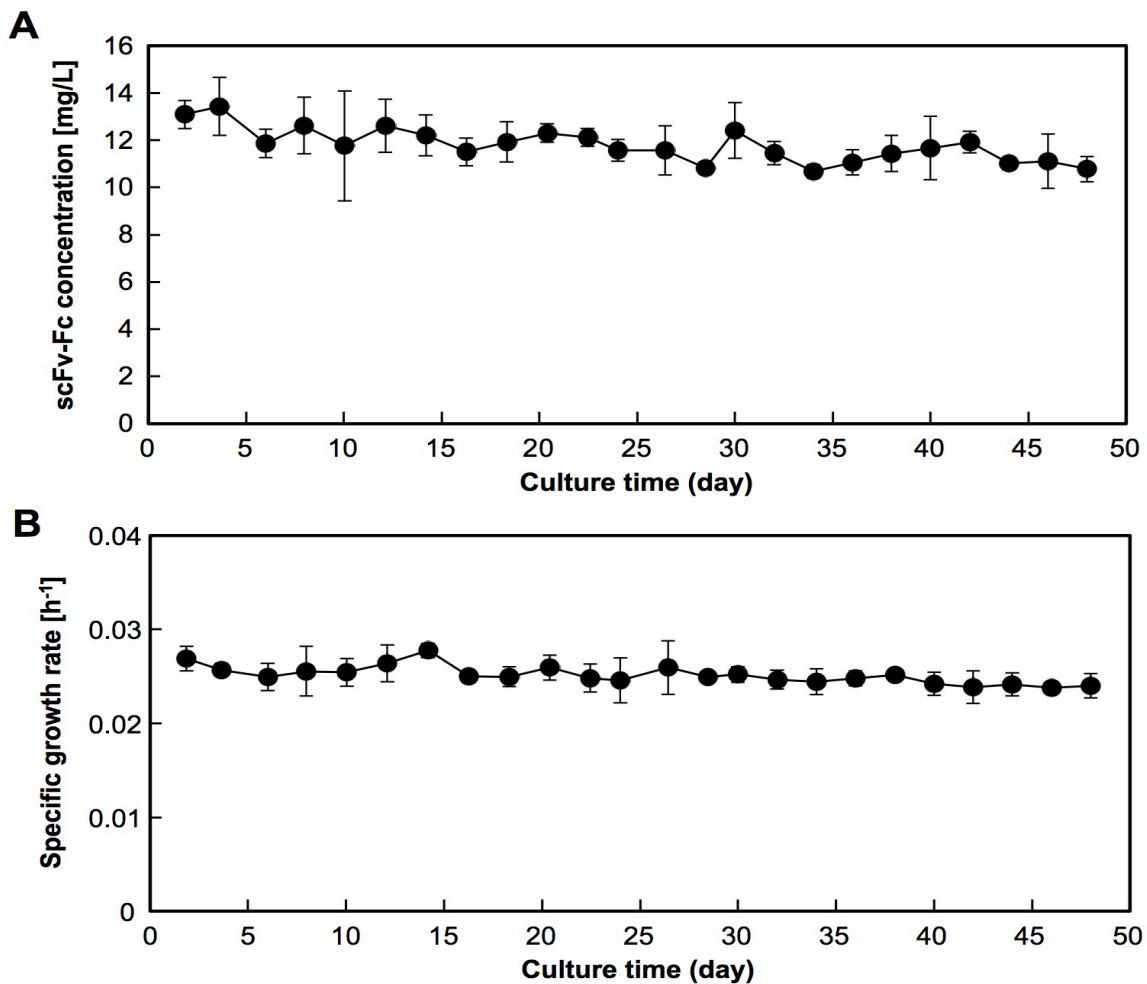 A
scFv-Fc concentration [mg/L]
16
14
12
10
8
6
4
2
0
0 5 10 15 20 25 30 35 40 45 50
Culture time (day)
B
Specific growth rate [h⁻¹]
0.04
0.03
0.02
0.01
0
0 5 10 15 20 25 30 35 40 45 50
Culture time (day)